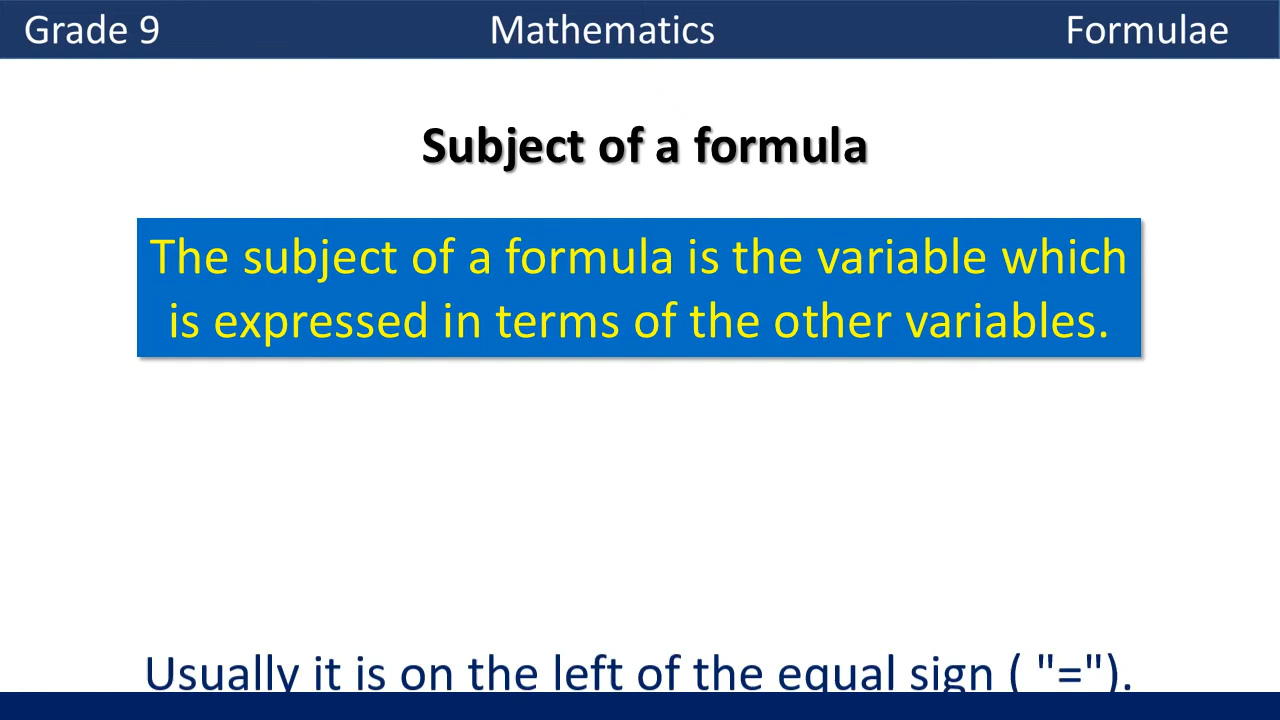 Grade 9 Mathematics Formulae
Subject of a formula
The subject of a formula is the variable which
is expressed in terms of the other variables.
Usually it is on the left of the equal sign ( "=").